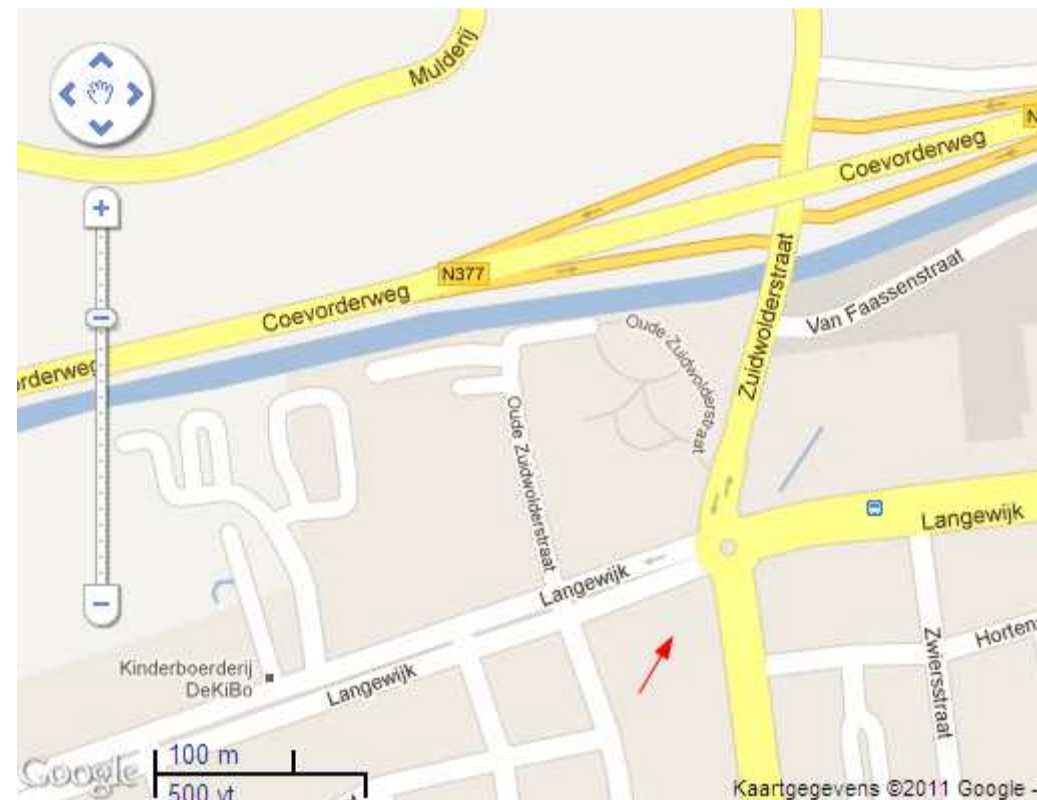 Mulderij
Coevorderweg
N377
Coevorderweg
orderweg
Zuidwolderstraat
Van Faassenstraat
Oude Zuidwolderstraat
Oude Zuidwolderstraat
Langewijk
Langewijk
Langewijk
Zwiersstraat
Horten
Kinderboerderij
DeKiBo
Google
100 m
500
Kaartgegevens ©2011 Google -